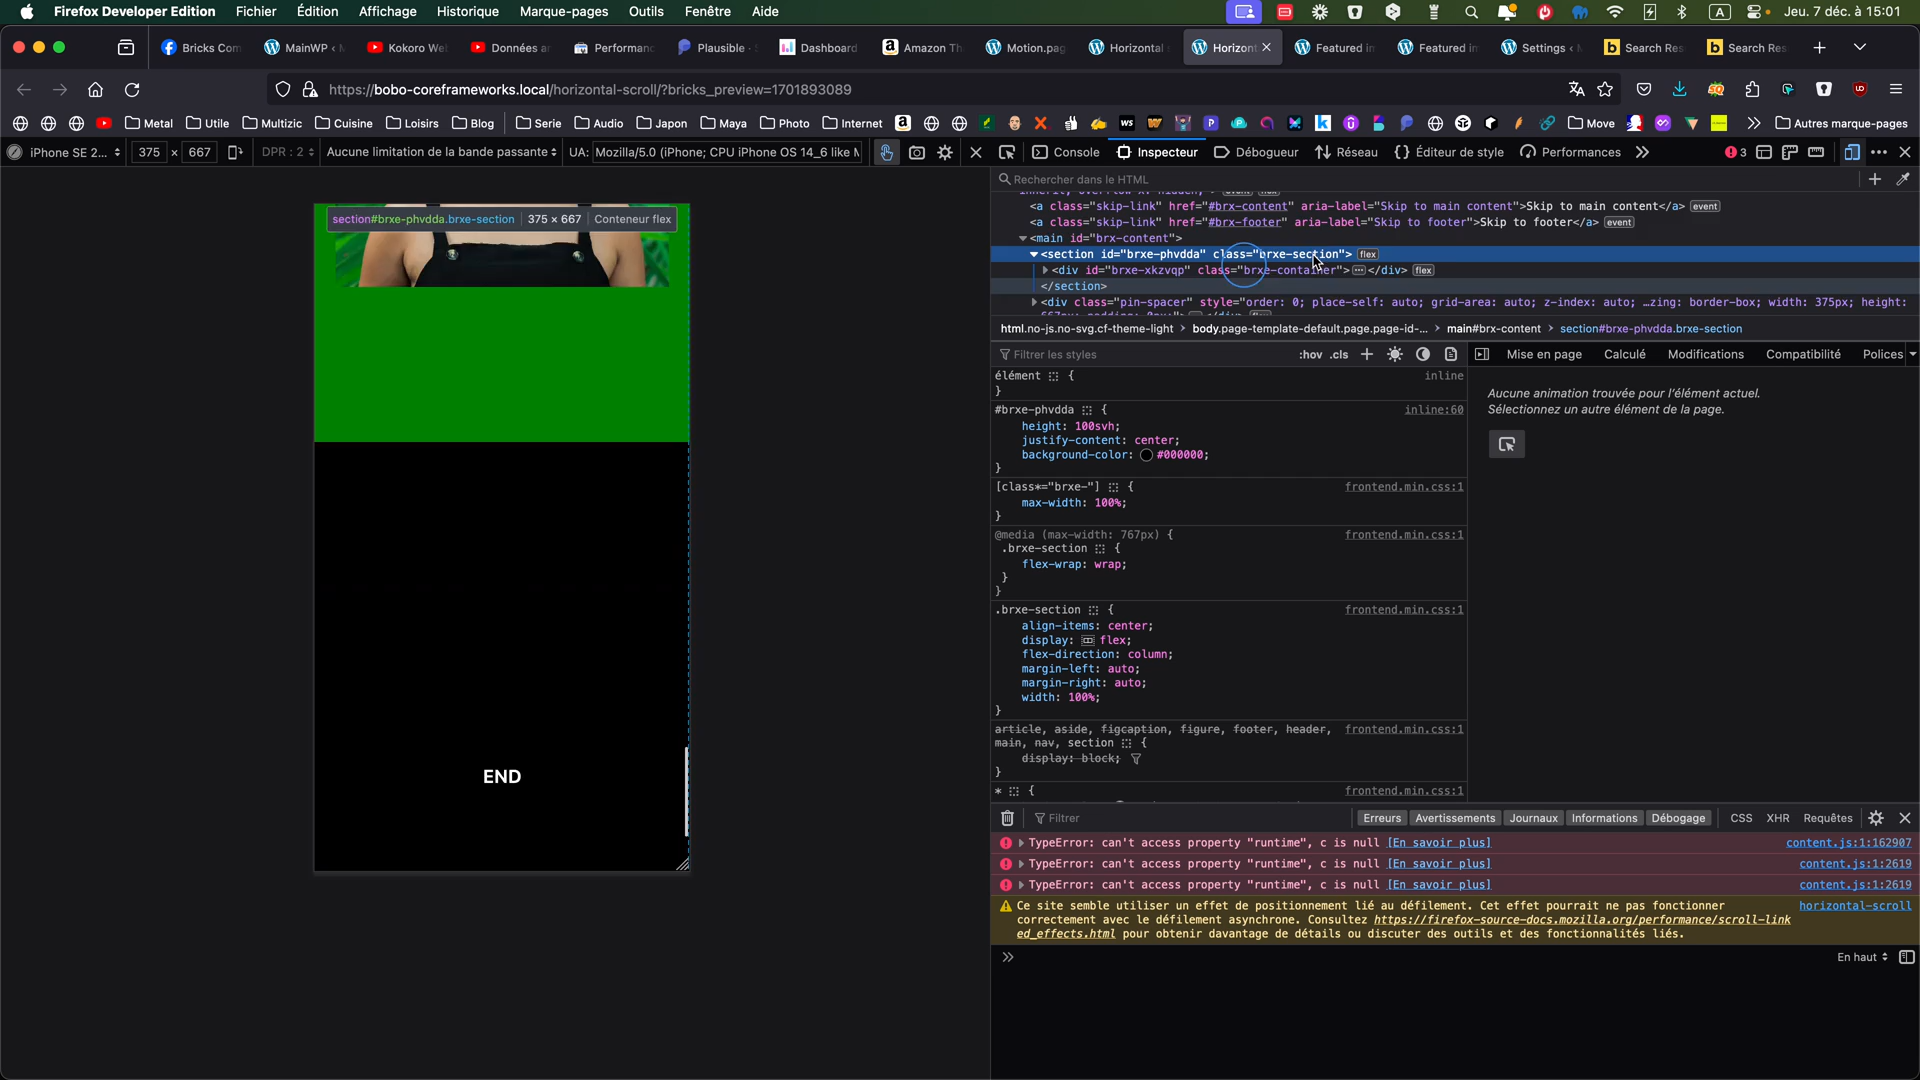 Firefox Developer Edition Fichier Édition Affichage Historique Marque-pages Outils Fenêtre Aide A Jeu. 7 déc. à 15:01
Bricks Com MainWP ‹ Kokoro We Données a Performanc Plausible · Dashboard Amazon Th Motion.pag Horizontal Horizont Featured im Featured im Settings ‹ Search Res Search Res
https://bobo-coreframeworks.local/horizontal-scroll/?bricks_preview=1701893089
Metal Utile Multizic Cuisine Loisirs Blog Serie Audio Japon Maya Photo Internet Move Autres marque-pages
iPhone SE 2... 375 × 667 DPR : 2 Aucune limitation de la bande passante UA: Mozilla/5.0 (iPhone; CPU iPhone OS 14_6 like M Console Inspecteur Débogueur Réseau Éditeur de style Performances 3
Rechercher dans le HTML
<a class="skip-link" href="#brx-content" aria-label="Skip to main content">Skip to main content</a> event
<a class="skip-link" href="#brx-footer" aria-label="Skip to footer">Skip to footer</a> event
<main id="brx-content">
<section id="brxe-phvdda" class="brxe-section"> flex
<div id="brxe-xkzvqp" class="brxe-container"> </div> flex
</section>
<div class="pin-spacer" style="order: 0; place-self: auto; grid-area: auto; z-index: auto; …zing: border-box; width: 375px; height:
html.no-js.no-svg.cf-theme-light body.page-template-default.page.page-id-... main#brx-content section#brxe-phvdda.brxe-section
section#brxe-phvdda.brxe-section 375 × 667 Conteneur flex
END
Filtrer les styles :hov .cls Mise en page Calculé Modifications Compatibilité Polices
élément { inline
}
#brxe-phvdda { inline:60
height: 100svh;
justify-content: center;
background-color: #000000;
}
[class*="brxe-"] { frontend.min.css:1
max-width: 100%;
}
@media (max-width: 767px) { frontend.min.css:1
.brxe-section {
flex-wrap: wrap;
}
}
.brxe-section { frontend.min.css:1
align-items: center;
display: flex;
flex-direction: column;
margin-left: auto;
margin-right: auto;
width: 100%;
}
article, aside, figcaption, figure, footer, header, frontend.min.css:1
main, nav, section {
display: block;
}
* { frontend.min.css:1
Aucune animation trouvée pour l'élément actuel.
Sélectionnez un autre élément de la page.
Filtrer Erreurs Avertissements Journaux Informations Débogage CSS XHR Requêtes
TypeError: can't access property "runtime", c is null [En savoir plus] content.js:1:162907
TypeError: can't access property "runtime", c is null [En savoir plus] content.js:1:2619
TypeError: can't access property "runtime", c is null [En savoir plus] content.js:1:2619
Ce site semble utiliser un effet de positionnement lié au défilement. Cet effet pourrait ne pas fonctionner horizontal-scroll
correctement avec le défilement asynchrone. Consultez https://firefox-source-docs.mozilla.org/performance/scroll-link
ed_effects.html pour obtenir davantage de détails ou discuter des outils et des fonctionnalités liés.
En haut